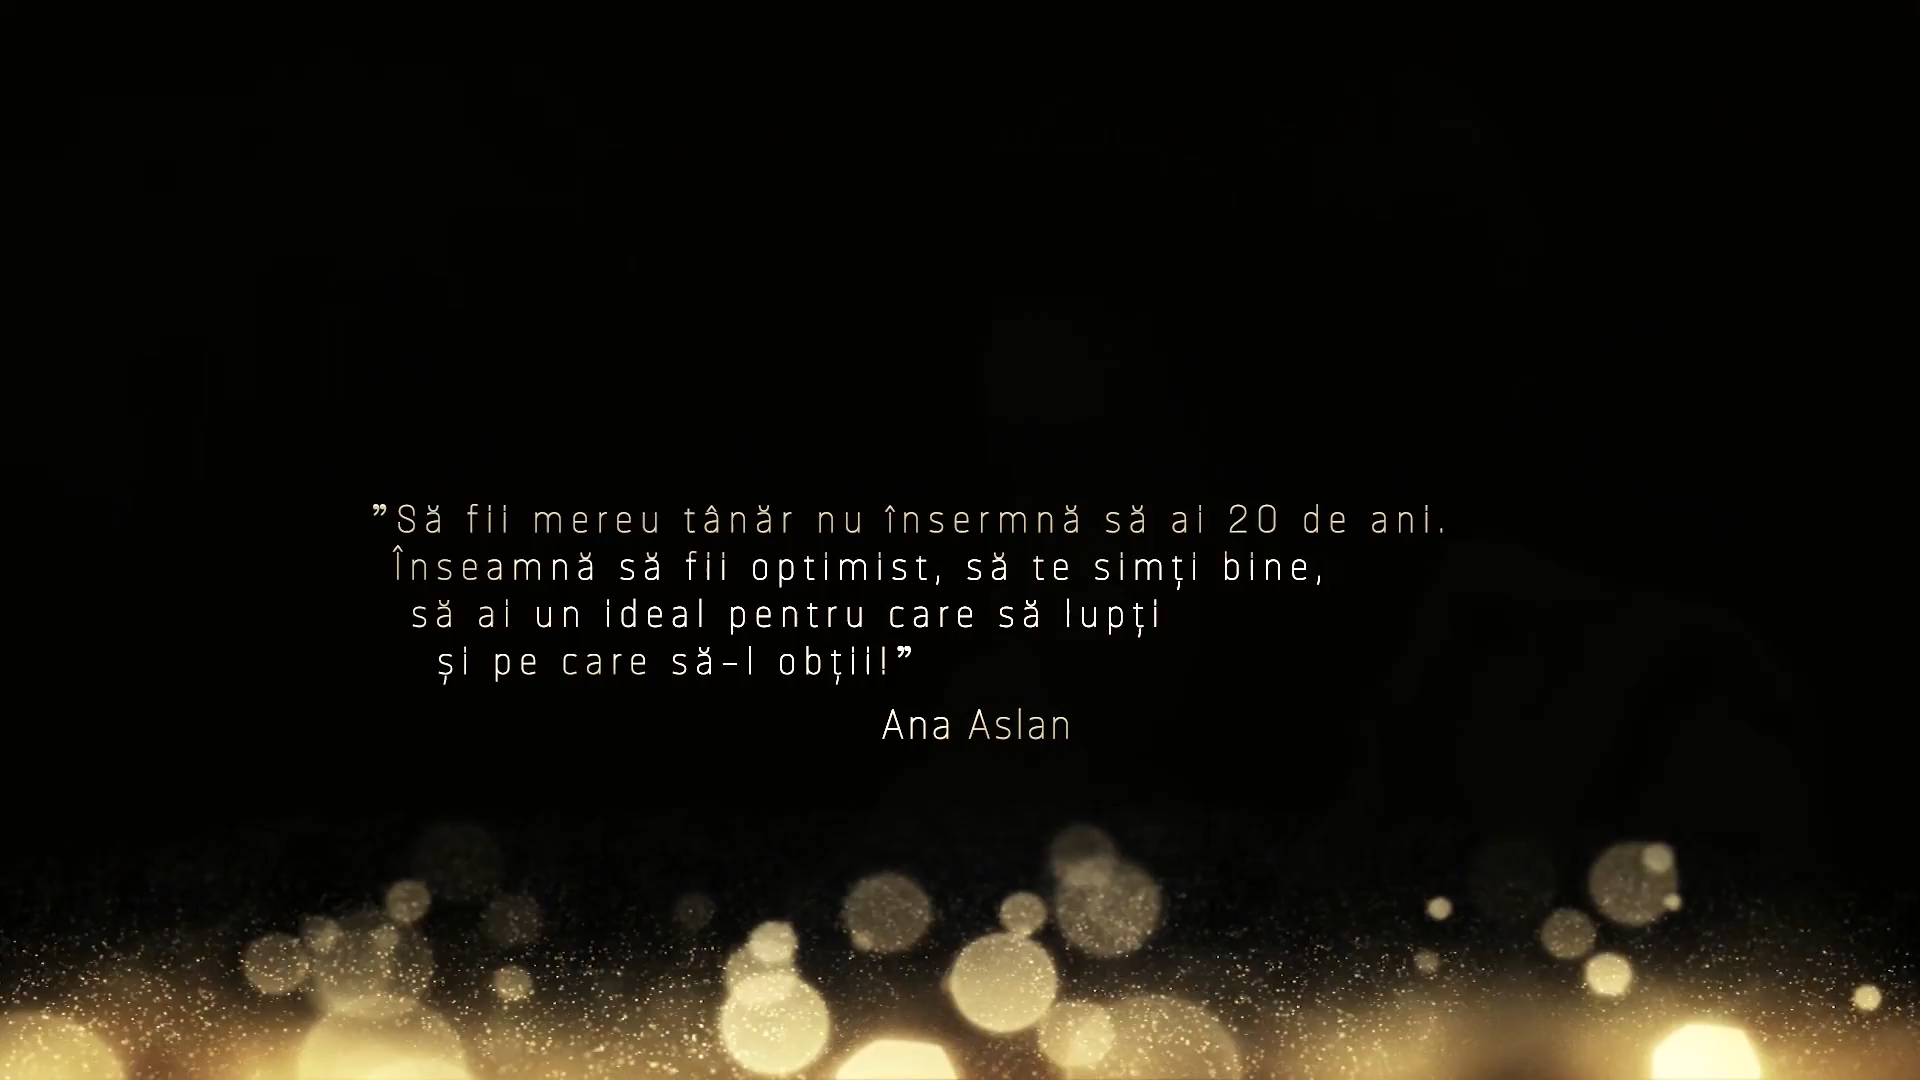 ”Să fii mereu tânăr nu însermnă să ai 20 de ani.
Înseamnă să fii optimist, să te simți bine,
să ai un ideal pentru care să lupți
și pe care să-l obții!”
Ana Aslan